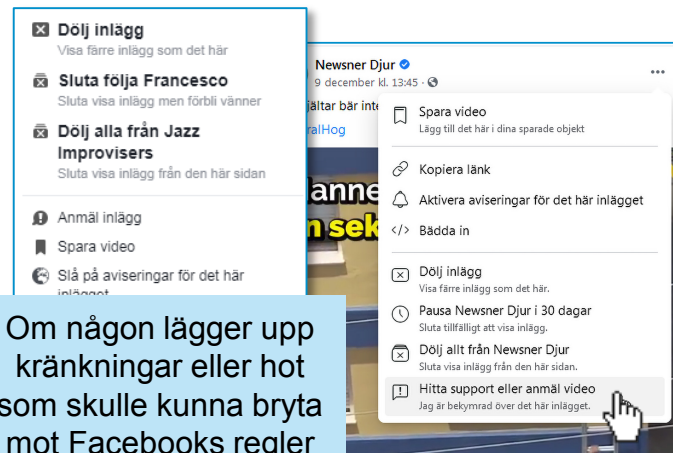 Dölj inlägg
Visa färre inlägg som det här
Sluta följa Francesco
Sluta visa inlägg men förbli vänner
Dölj alla från Jazz
Improvisers
Sluta visa inlägg från den här sidan
Anmäl inlägg
Spara video
Slå på aviseringar för det här
inlägget
Om någon lägger upp
kränkningar eller hot
som skulle kunna bryta
mot Facebooks regler
Newsner Djur
9 december kl. 13:45
bär
Spara video
Lägg till det här i dina sparade objekt
Kopiera länk
Aktivera aviseringar för det här inlägget
</> Bädda in
Dölj inlägg
Visa färre inlägg som det här.
Pausa Newsner Djur i 30 dagar
Sluta tillfälligt att visa inlägg.
Dölj allt från Newsner Djur
Sluta visa inlägg från den här sidan.
Hitta support eller anmäl video
Jag är bekymrad över det här inlägget.